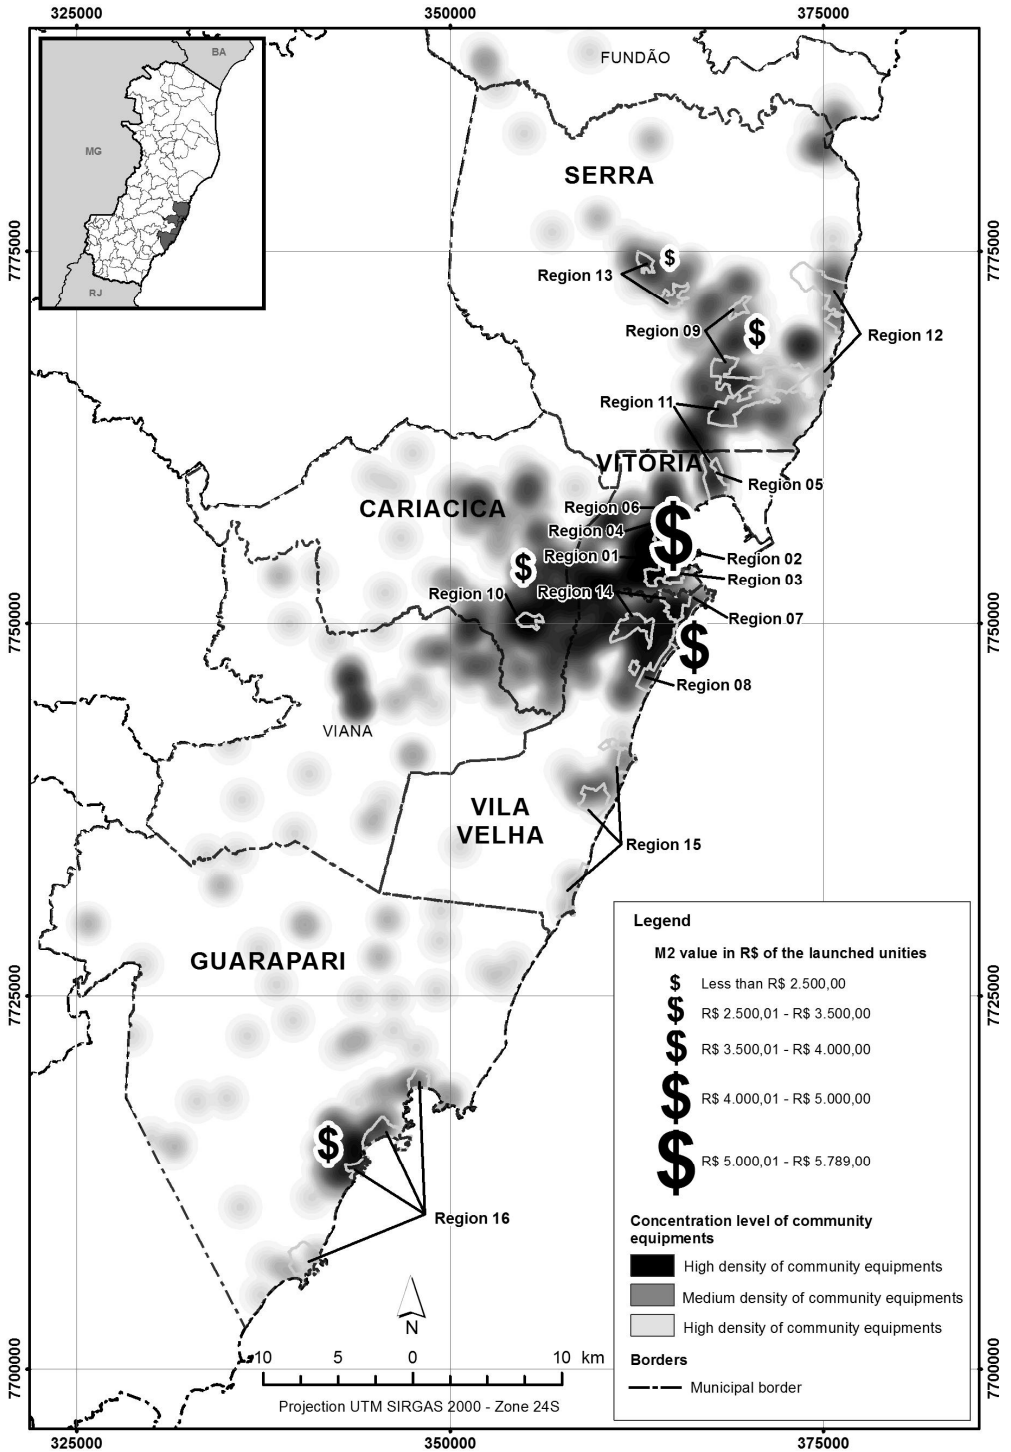 325000
350000
375000
BA
MG
RJ
FUNDÃO
SERRA
7775000
7775000
$
Region 13
Region 09
$
Region 12
Region 11
VITÓRIA
Region 05
CARIACICA
Region 06
Region 04
$
Region 01
Region 02
$
Region 03
Region 10
Region 14
Region 07
7750000
7750000
$
Region 08
VIANA
VILA
VELHA
Region 15
GUARAPARI
7725000
7725000
$
Region 16
N
10 5 0 10 km
Projection UTM SIRGAS 2000 - Zone 24S
Legend
M2 value in R$ of the launched unities
$ Less than R$ 2.500,00
$ R$ 2.500,01 - R$ 3.500,00
$ R$ 3.500,01 - R$ 4.000,00
$ R$ 4.000,01 - R$ 5.000,00
$ R$ 5.000,01 - R$ 5.789,00
Concentration level of community
equipments
High density of community equipments
Medium density of community equipments
High density of community equipments
Borders
Municipal border
7700000
7700000
325000
350000
375000